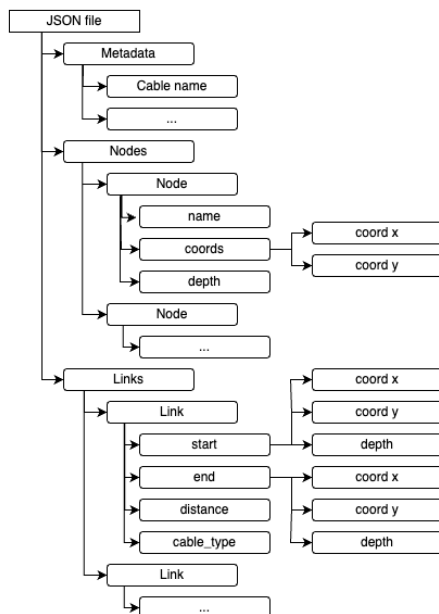 JSON file
Metadata
Cable name
...
Nodes
Node
name
coords
coord x
coord y
depth
Node
...
Links
Link
start
coord x
coord y
depth
end
coord x
coord y
depth
distance
cable_type
Link
...